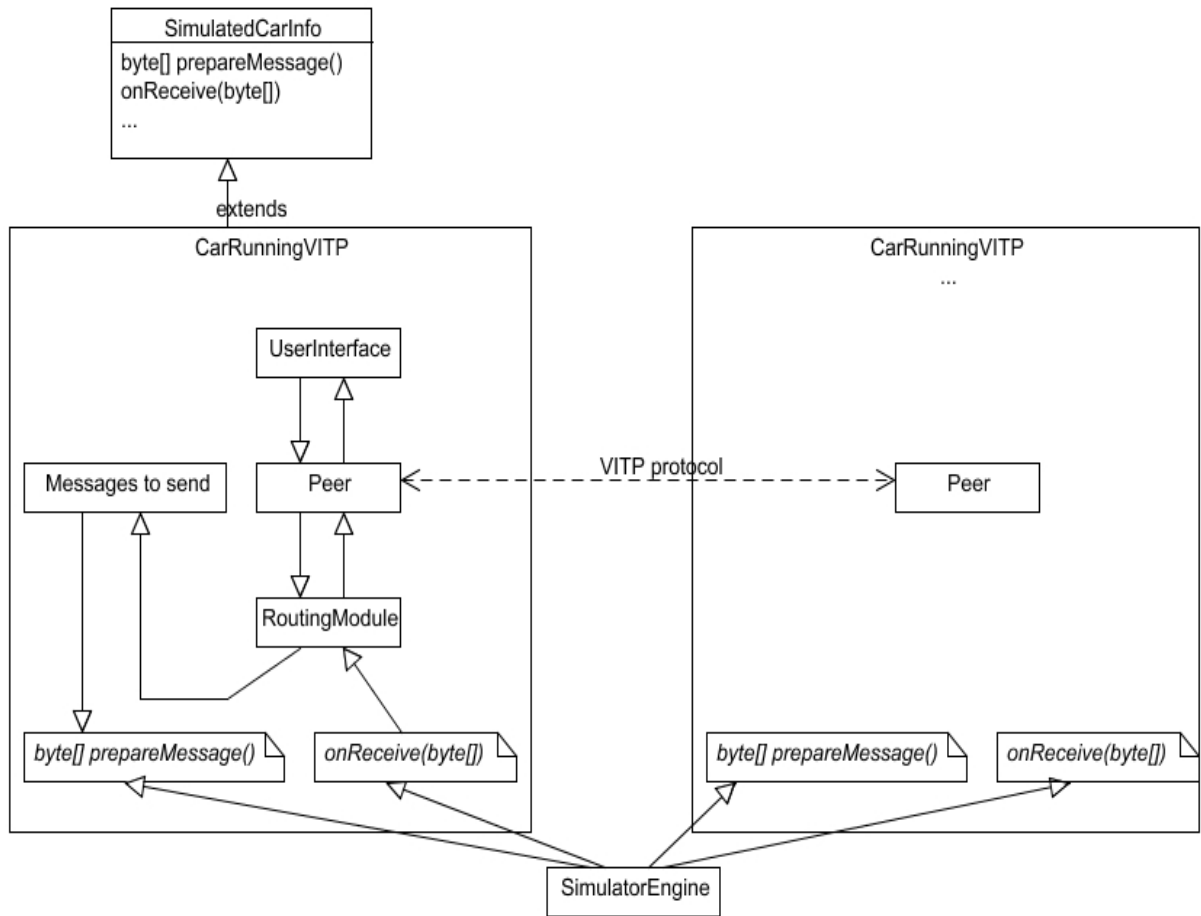 SimulatedCarInfo
byte[] prepareMessage()
onReceive(byte[])
...
extends
CarRunningVITP
CarRunningVITP
...
UserInterface
Messages to send
Peer
VITP protocol
Peer
RoutingModule
byte[] prepareMessage()
onReceive(byte[])
byte[] prepareMessage()
onReceive(byte[])
SimulatorEngine